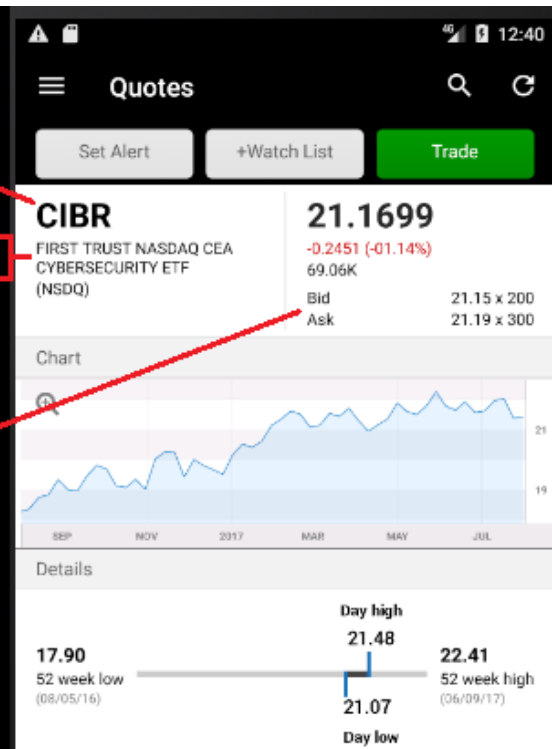 4G 12:40
Quotes
Set Alert +Watch List Trade
CIBR
FIRST TRUST NASDAQ CEA
CYBERSECURITY ETF
(NSDQ)
21.1699
-0.2451 (-01.14%)
69.06K
Bid 21.15 x 200
Ask 21.19 x 300
Chart
21
19
SEP NOV 2017 MAR MAY JUL
Details
Day high
21.48
17.90 22.41
52 week low 52 week high
(08/05/16) (06/09/17)
21.07
Day low